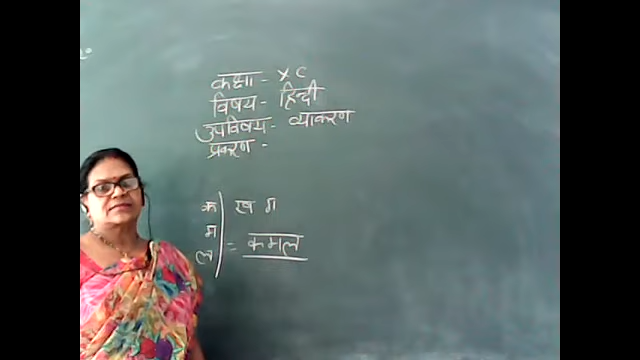 कक्षा - X C
विषय - हिन्दी
उपविषय - व्याकरण
प्रकरण -
क ख ग
म
ल = कमल